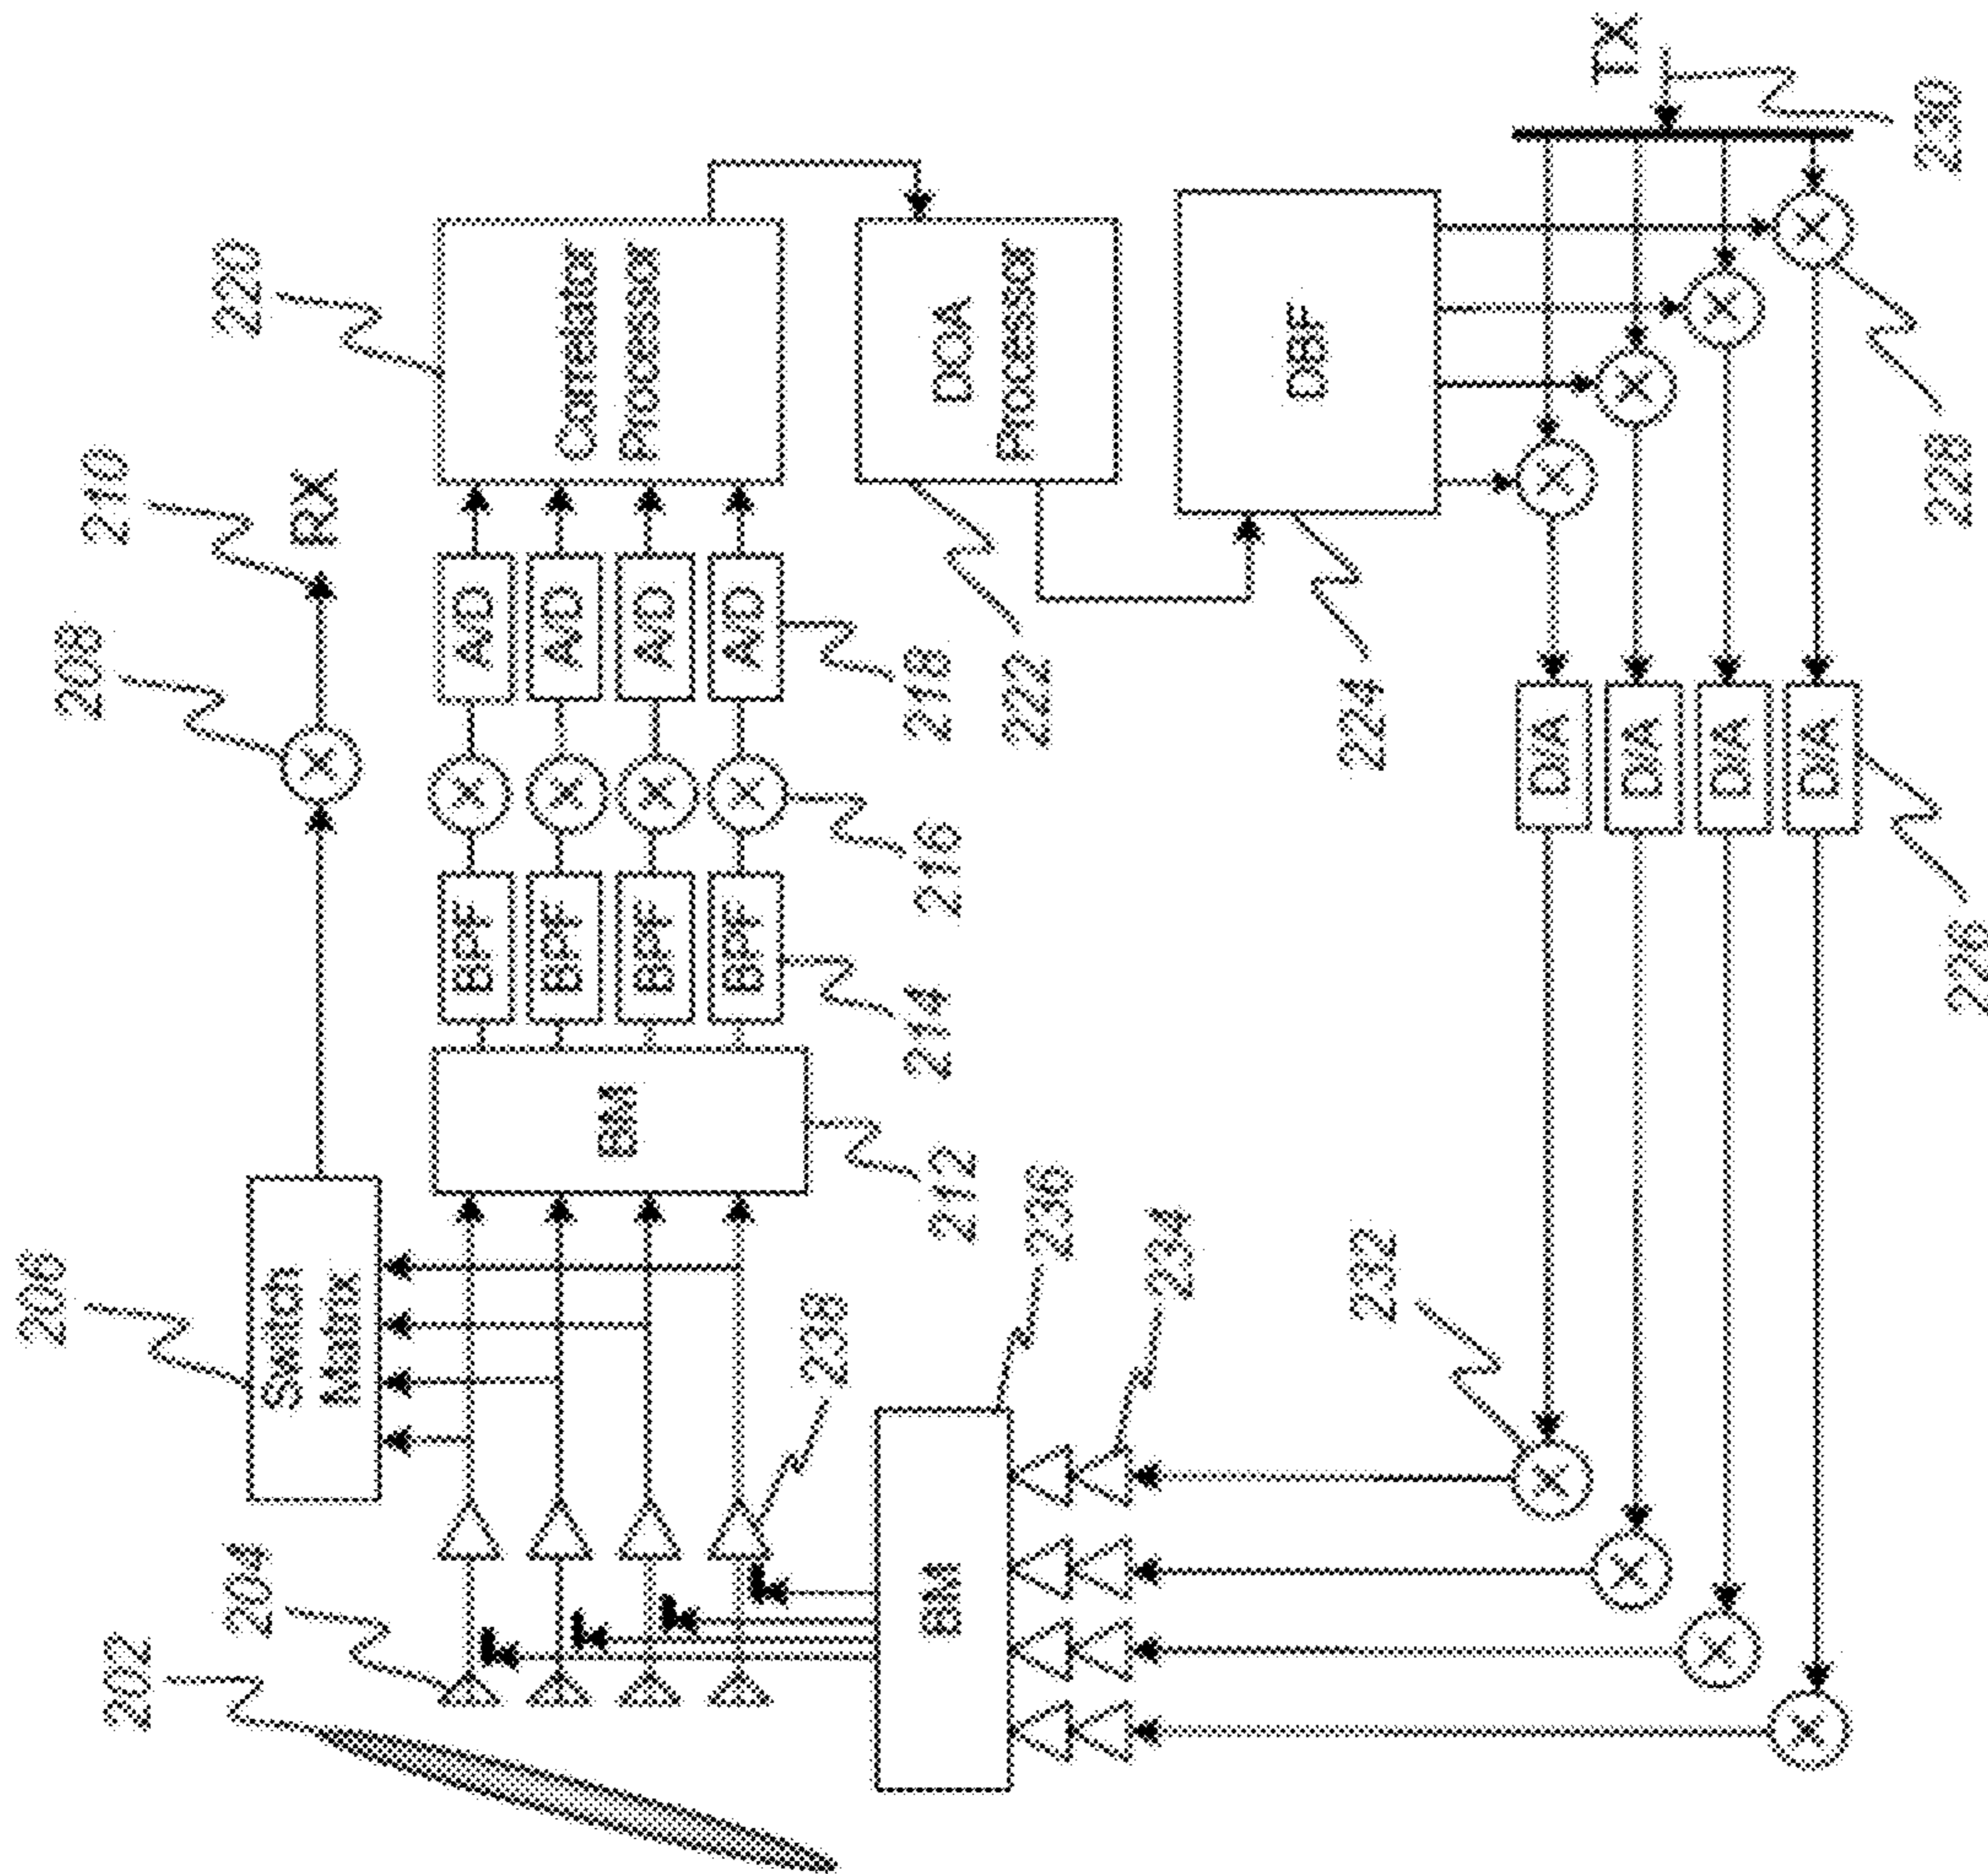 202
204
206
Switch
Matrix
208
210
RX
220
Correlator
Processor
A/D
A/D
A/D
A/D
218
216
BPF
BPF
BPF
BPF
214
BM
212
238
236
234
BM
DOA
Processor
222
DBF
224
TX
230
228
D/A
D/A
D/A
D/A
226
232